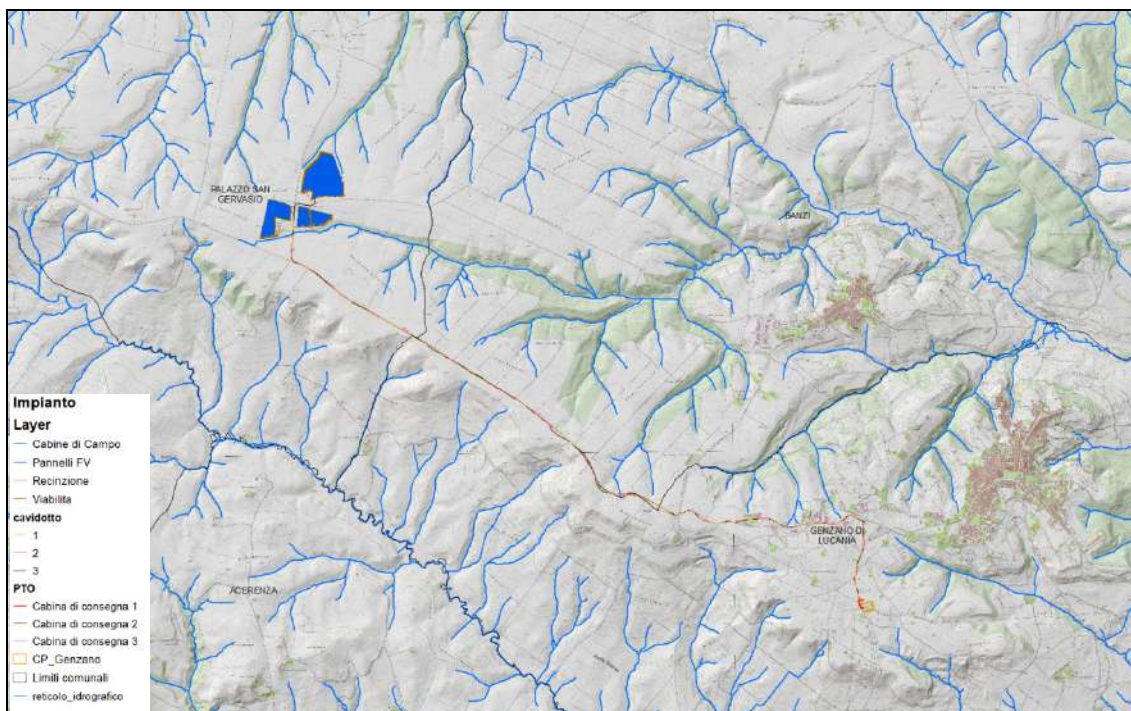 PALAZZO SAN
GERVASIO
BANZI
GENZANO DI
LUCANIA
ACERENZA
Impianto
Layer
Cabine di Campo
Pannelli FV
Recinzione
Viabilita
cavidotto
1
2
3
PTO
Cabina di consegna 1
Cabina di consegna 2
Cabina di consegna 3
CP_Genzano
Limiti comunali
reticolo_idrografico